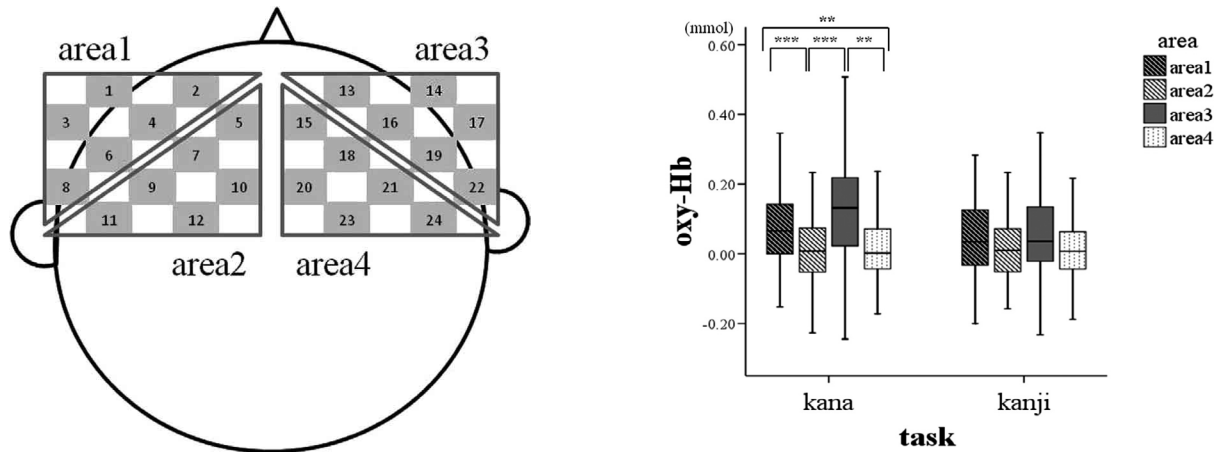 area1
area3
1
2
13
14
3
4
5
15
16
17
6
7
18
19
8
9
10
20
21
22
11
12
23
24
area2
area4
(mmol)
**
*** *** **
0.60
0.40
0.20
0.00
-0.20
oxy-Hb
kana
kanji
task
area
area1
area2
area3
area4